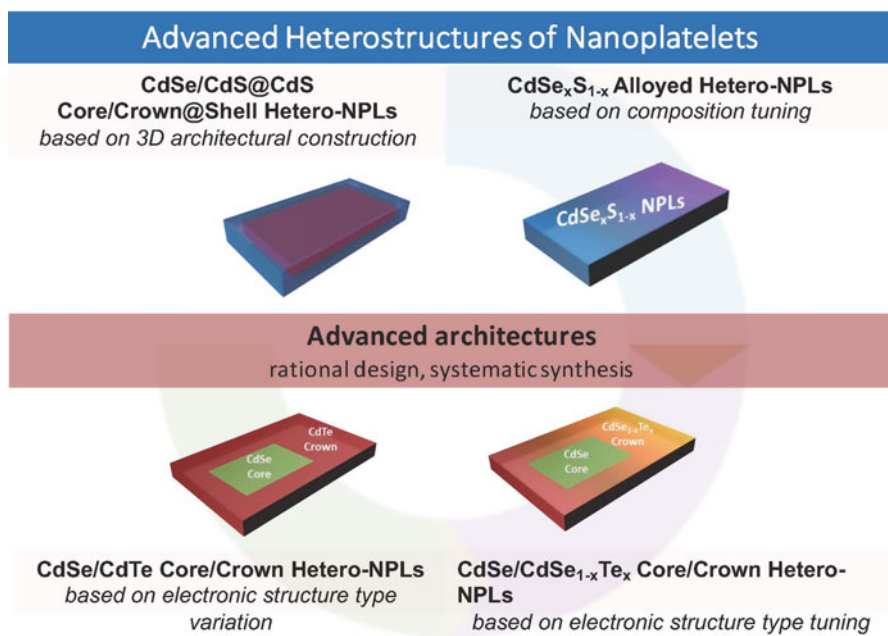 Advanced Heterostructures of Nanoplatelets
CdSe/CdS@CdS
Core/Crown@Shell Hetero-NPLs
based on 3D architectural construction
CdSeₓS₁₋ₓ Alloyed Hetero-NPLs
based on composition tuning
CdSeₓS₁₋ₓ NPLs
Advanced architectures
rational design, systematic synthesis
CdTe
Crown
CdSe
Core
CdSe₁₋ₓTeₓ
Crown
CdSe
Core
CdSe/CdTe Core/Crown Hetero-NPLs
based on electronic structure type
variation
CdSe/CdSe₁₋ₓTeₓ Core/Crown Hetero-
NPLs
based on electronic structure type tuning